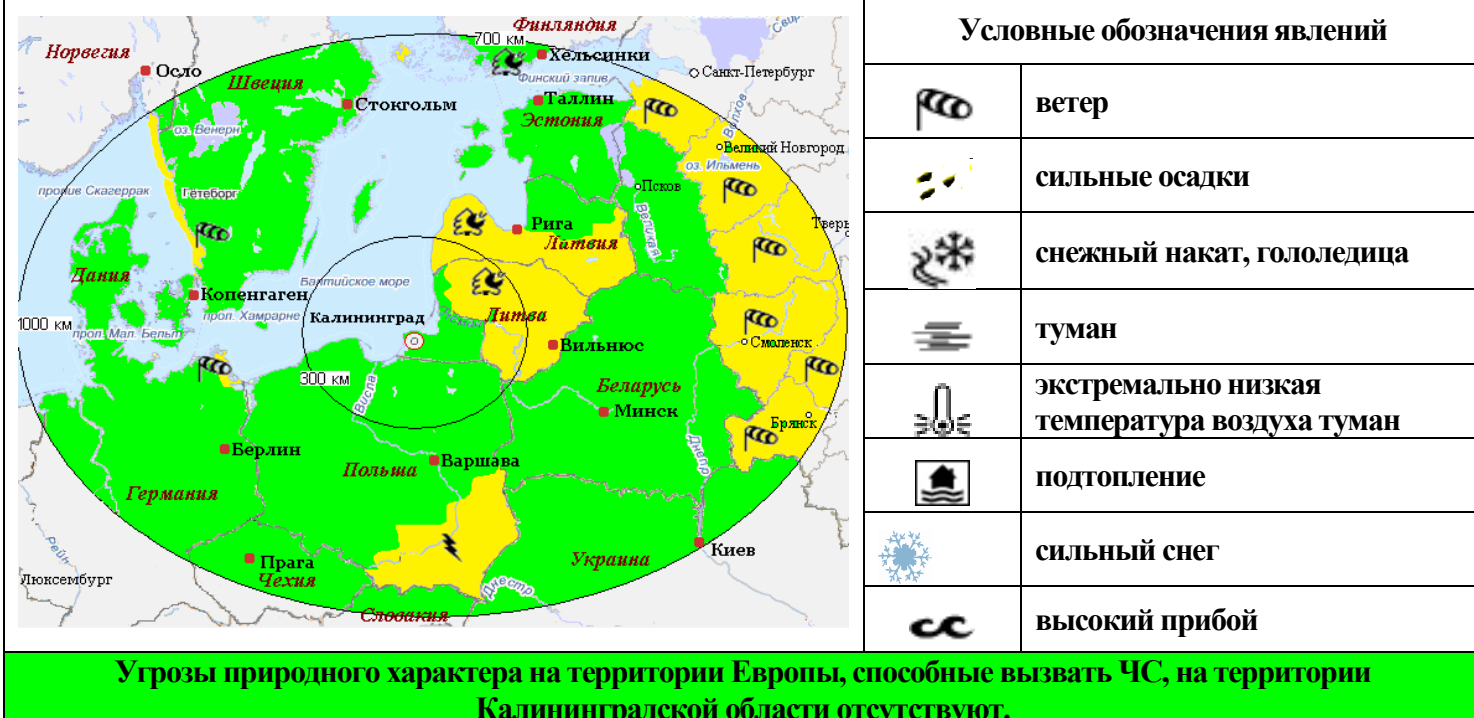 Финляндия
700 км
Норвегия
Хельсинки
Осло
Санкт-Петербург
Швеция
Финский залив
Стокгольм
Таллин
Эстония
Волхов
оз. Венерн
Великий Новгород
оз. Ильмень
пролив Скагеррак
Гётеборг
Псков
Великая
Рига
Тверь
Литвия
Дания
Балтийское море
Копенгаген
Калининград
Литва
прол. Хамрарне
1000 км
прол. Мал. Бельт
Смоленск
Вильнюс
300 км
Висла
Беларусь
Минск
Брянск
Днепр
Берлин
Польша
Варшава
Германия
Рейн
Прага
Чехия
Украина
Киев
Люксембург
Днестр
Словакия
Условные обозначения явлений
ветер
сильные осадки
снежный накат, гололедица
туман
экстремально низкая
температура воздуха туман
подтопление
сильный снег
высокий прибой
Угрозы природного характера на территории Европы, способные вызвать ЧС, на территории
Калининградской области отсутствуют.